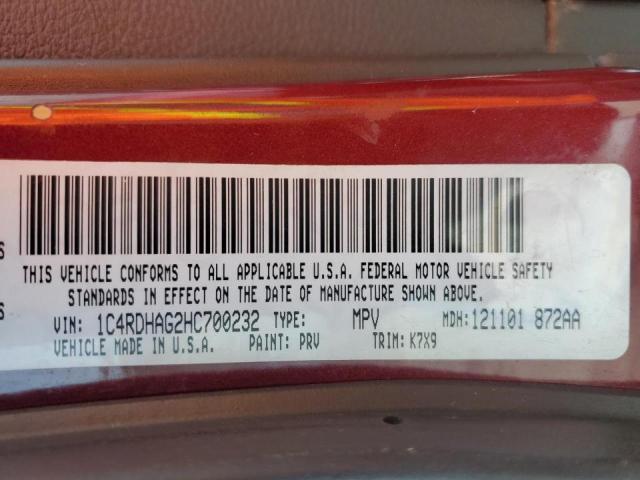 THIS VEHICLE CONFORMS TO ALL APPLICABLE U.S.A. FEDERAL MOTOR VEHICLE SAFETY
STANDARDS IN EFFECT ON THE DATE OF MANUFACTURE SHOWN ABOVE.
VIN: 1C4RDHAG2HC700232 TYPE: MPV MDH: 121101 872AA
VEHICLE MADE IN U.S.A. PAINT: PRV TRIM: K7X9